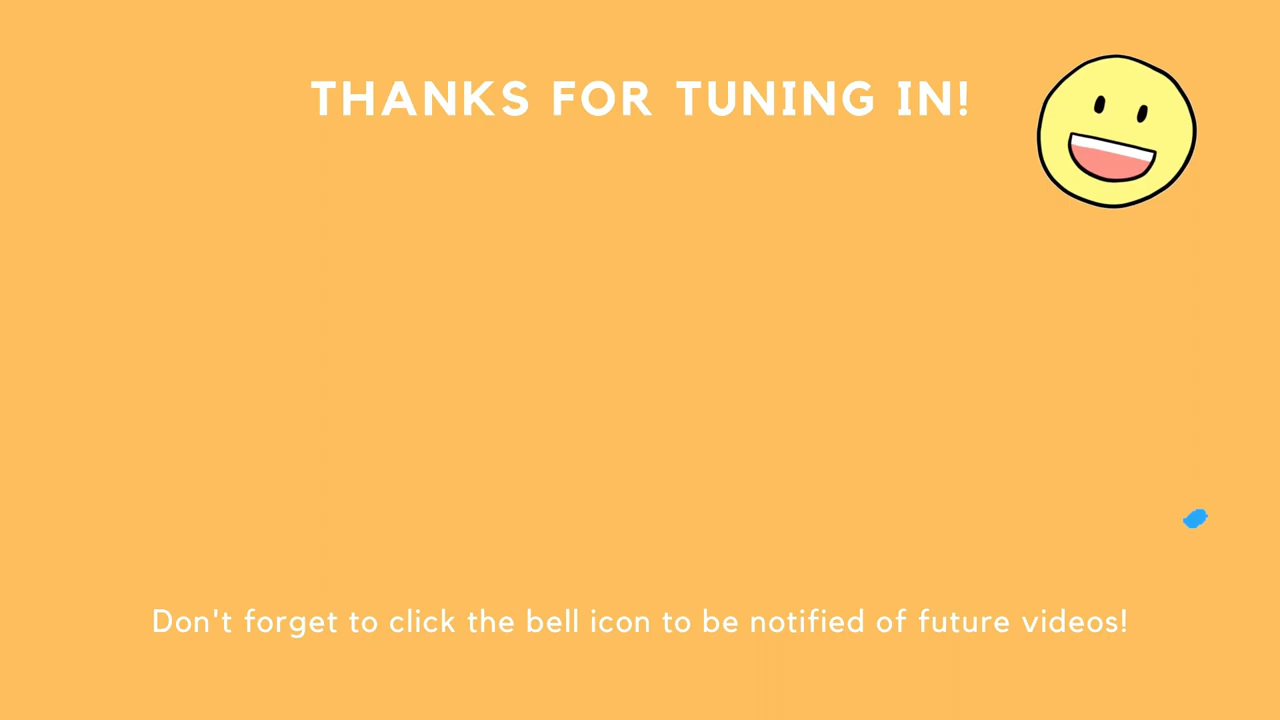 THANKS FOR TUNING IN!
Don't forget to click the bell icon to be notified of future videos!